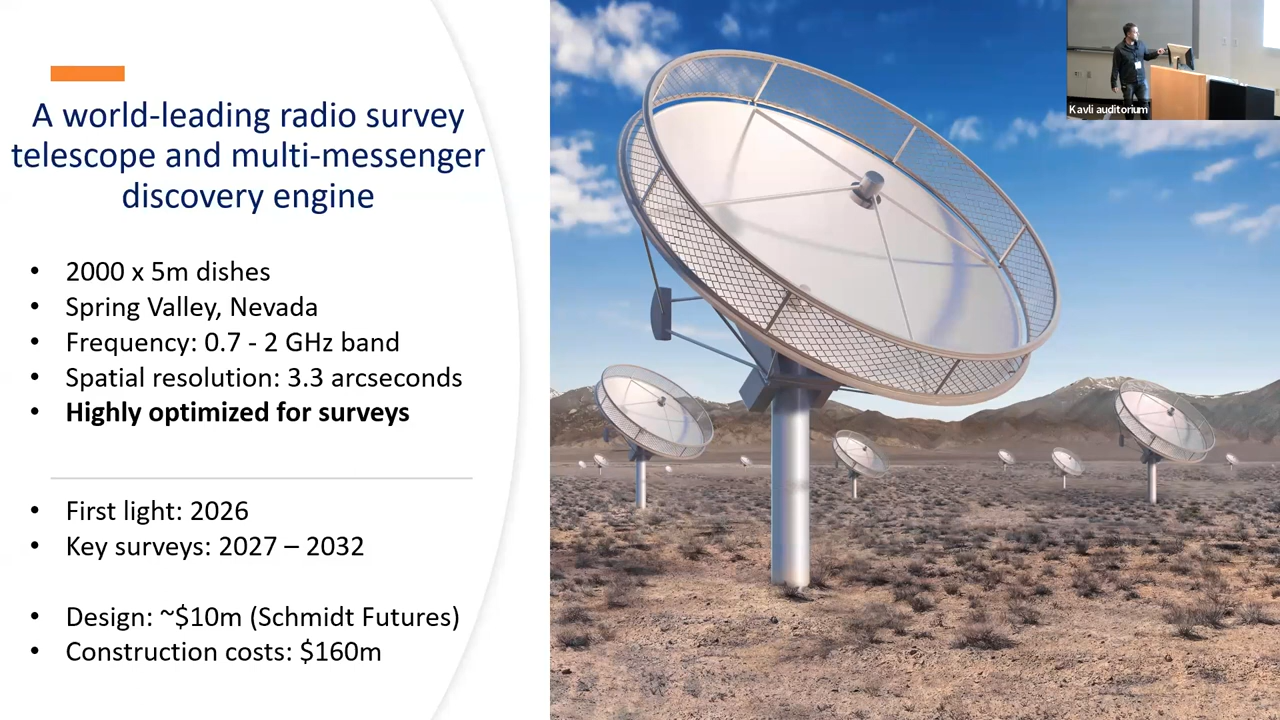 A world-leading radio survey
telescope and multi-messenger
discovery engine
• 2000 x 5m dishes
• Spring Valley, Nevada
• Frequency: 0.7 - 2 GHz band
• Spatial resolution: 3.3 arcseconds
• Highly optimized for surveys
• First light: 2026
• Key surveys: 2027 – 2032
• Design: ~$10m (Schmidt Futures)
• Construction costs: $160m
Kavli auditorium